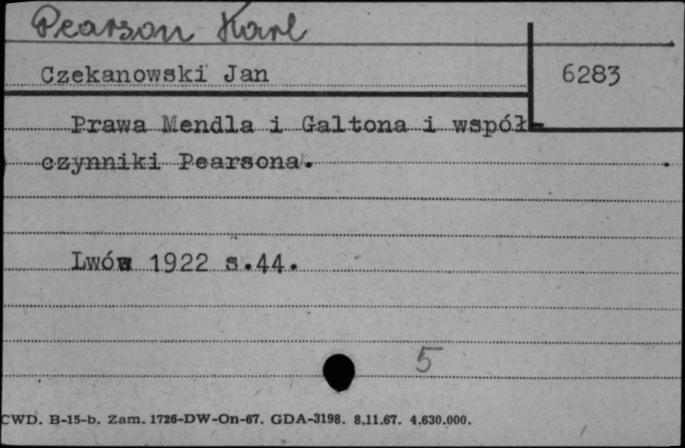 Pearson Karl
Czekanowski Jan
6283
Prawa Mendla i Galtona i współ-
czynniki Pearsona.
Lwów 1922 s.44.
5
CWD. B-15-b. Zam. 1726-DW-On-67. GDA-3198. 8.11.67. 4.630.000.